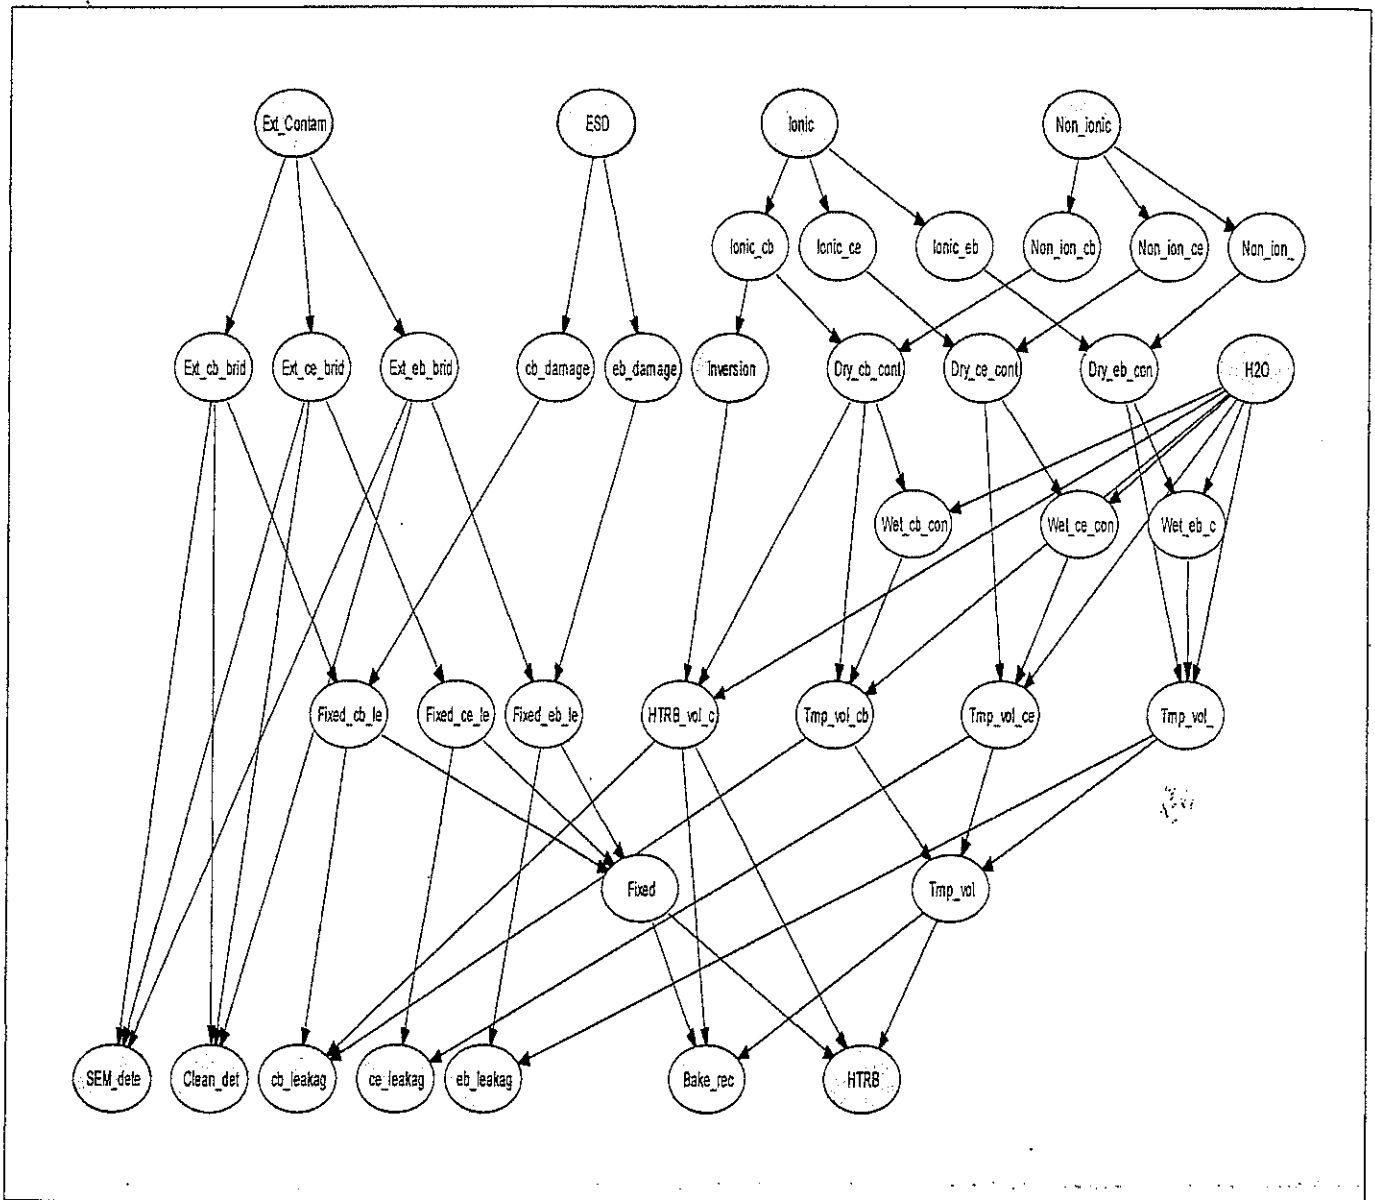 Ext_Contam
ESD
Ionic
Non_ionic
Ionic_cb
Ionic_ce
Ionic_eb
Non_ion_cb
Non_ion_ce
Non_ion_
Ext_cb_brid
Ext_ce_brid
Ext_eb_brid
cb_damage
eb_damage
Inversion
Dry_cb_cont
Dry_ce_cont
Dry_eb_con
H2O
Wet_cb_con
Wet_ce_con
Wet_eb_c
Fixed_cb_le
Fixed_ce_le
Fixed_eb_le
HTRB_vol_c
Tmp_vol_cb
Tmp_vol_ce
Tmp_vol_
Fixed
Tmp_vol
SEM_dete
Clean_det
cb_leakag
ce_leakag
eb_leakag
Bake_rec
HTRB